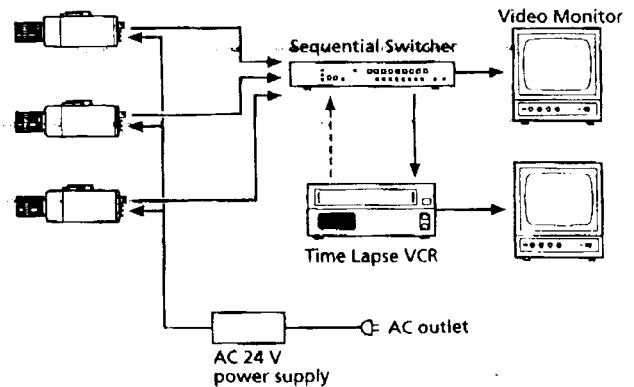 Video Monitor
Sequential Switcher
Time Lapse VCR
AC outlet
AC 24 V
power supply